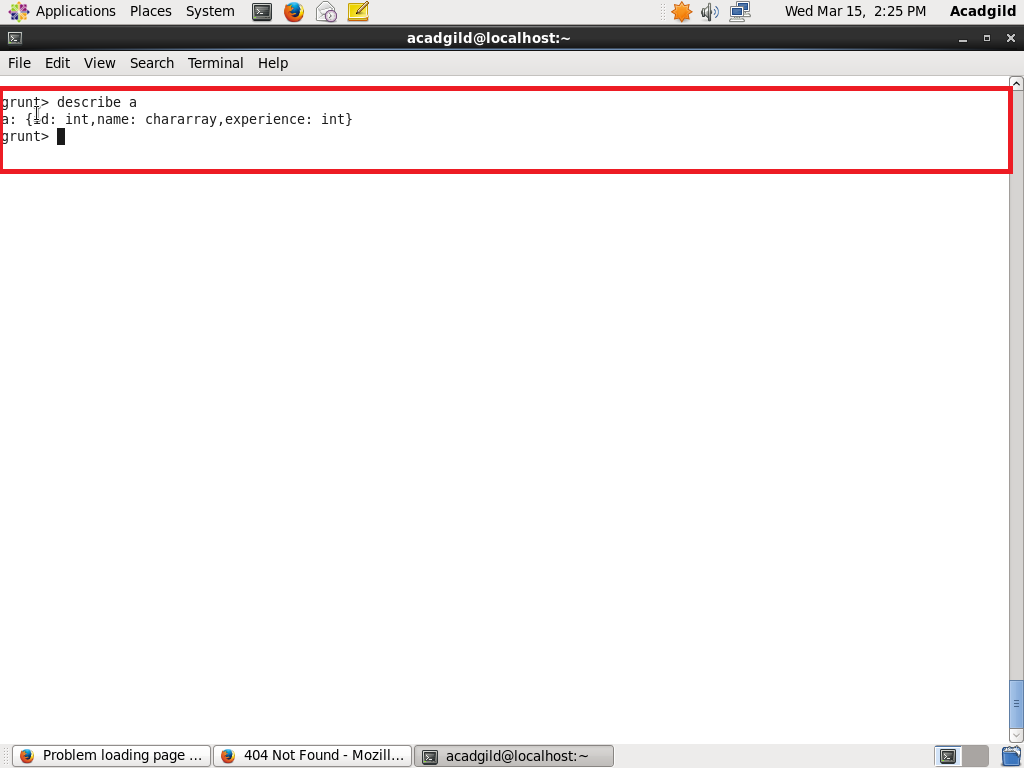 Applications Places System Wed Mar 15, 2:25 PM Acadgild
acadgild@localhost:~
File Edit View Search Terminal Help
grunt> describe a
a: {id: int,name: chararray,experience: int}
grunt>
Problem loading page ... 404 Not Found - Mozill... acadgild@localhost:~